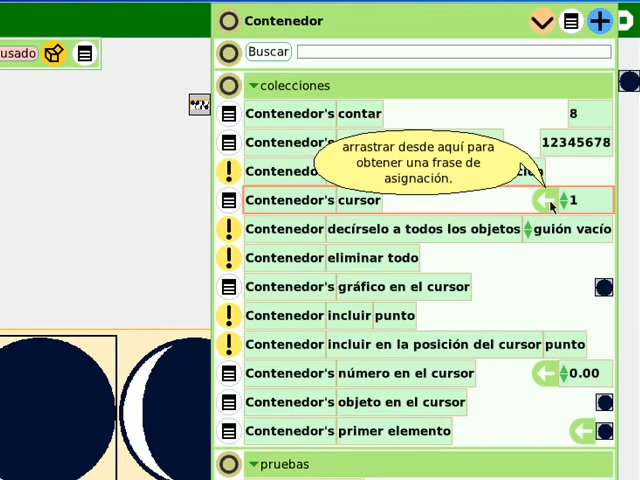 Contenedor
usado
Buscar
colecciones
Contenedor's contar 8
Contenedor's 12345678
arrastrar desde aquí para
obtener una frase de
asignación.
Contenedor's cursor 1
Contenedor decírselo a todos los objetos guión vacío
Contenedor eliminar todo
Contenedor's gráfico en el cursor
Contenedor incluir punto
Contenedor incluir en la posición del cursor punto
Contenedor's número en el cursor 0.00
Contenedor's objeto en el cursor
Contenedor's primer elemento
pruebas